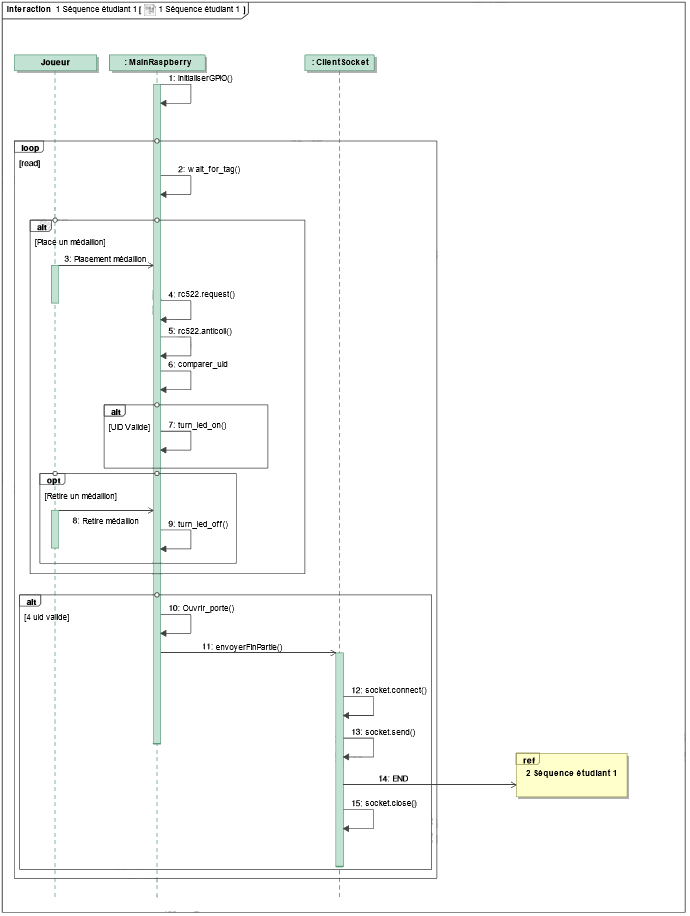 Interaction 1 Séquence étudiant 1 [ 1 Séquence étudiant 1 ]
Joueur
: MainRaspberry
: ClientSocket
1: InitialiserGPIO()
loop
[read]
2: wait_for_tag()
alt
[Place un médaillon]
3: Placement médaillon
4: rc522.request()
5: rc522.anticoll()
6: comparer_uid
alt
[UID Valide]
7: turn_led_on()
opt
[Retire un médaillon]
8: Retire médaillon
9: turn_led_off()
alt
[4 uid valide]
10: Ouvrir_porte()
11: envoyerFinPartie()
12: socket.connect()
13: socket.send()
ref
2 Séquence étudiant 1
14: END
15: socket.close()